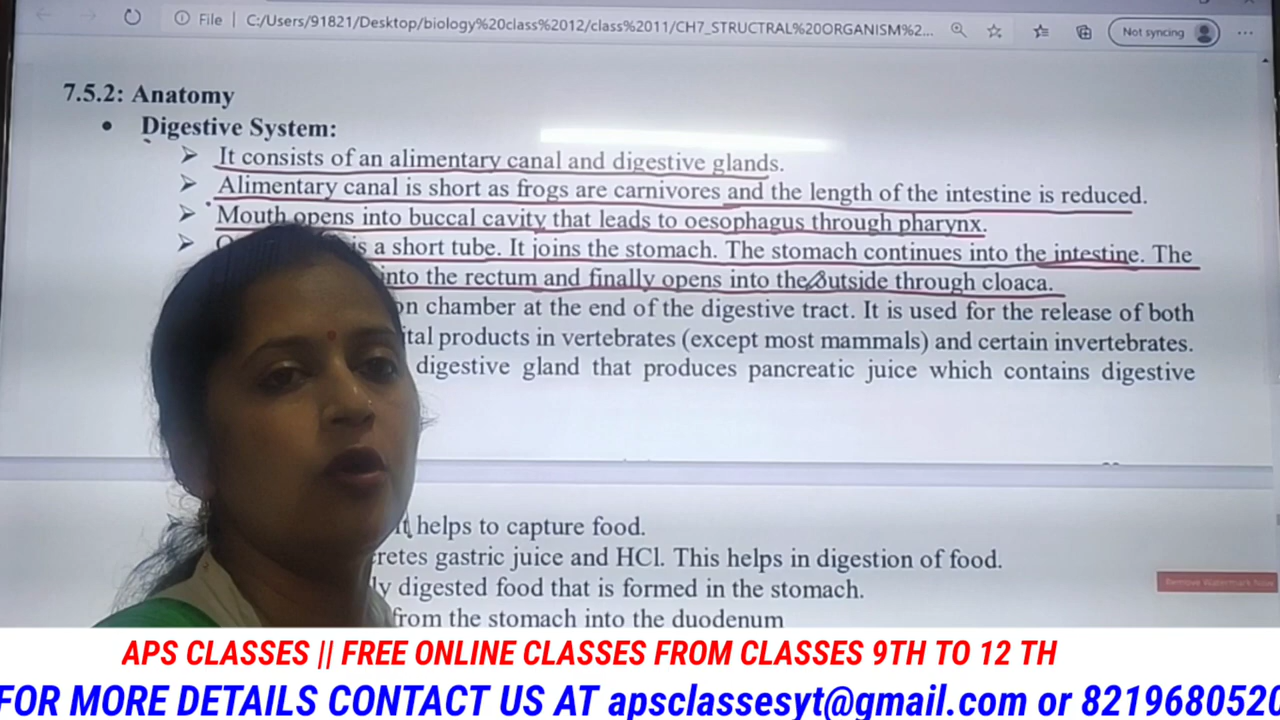 File
C:/Users/91821/Desktop/biology%20class%2012/class%2011/CH7_STRUCTRAL%20ORGANISM%2...
Not syncing
7.5.2: Anatomy
• Digestive System:
➢ It consists of an alimentary canal and digestive glands.
➢ Alimentary canal is short as frogs are carnivores and the length of the intestine is reduced.
➢ Mouth opens into buccal cavity that leads to oesophagus through pharynx.
➢ is a short tube. It joins the stomach. The stomach continues into the intestine. The
into the rectum and finally opens into the outside through cloaca.
chamber at the end of the digestive tract. It is used for the release of both
products in vertebrates (except most mammals) and certain invertebrates.
digestive gland that produces pancreatic juice which contains digestive
It helps to capture food.
gastric juice and HCl. This helps in digestion of food.
digested food that is formed in the stomach.
from the stomach into the duodenum
Remove Watermark Now
APS CLASSES || FREE ONLINE CLASSES FROM CLASSES 9TH TO 12 TH
FOR MORE DETAILS CONTACT US AT apsclassesyt@gmail.com or 8219680520